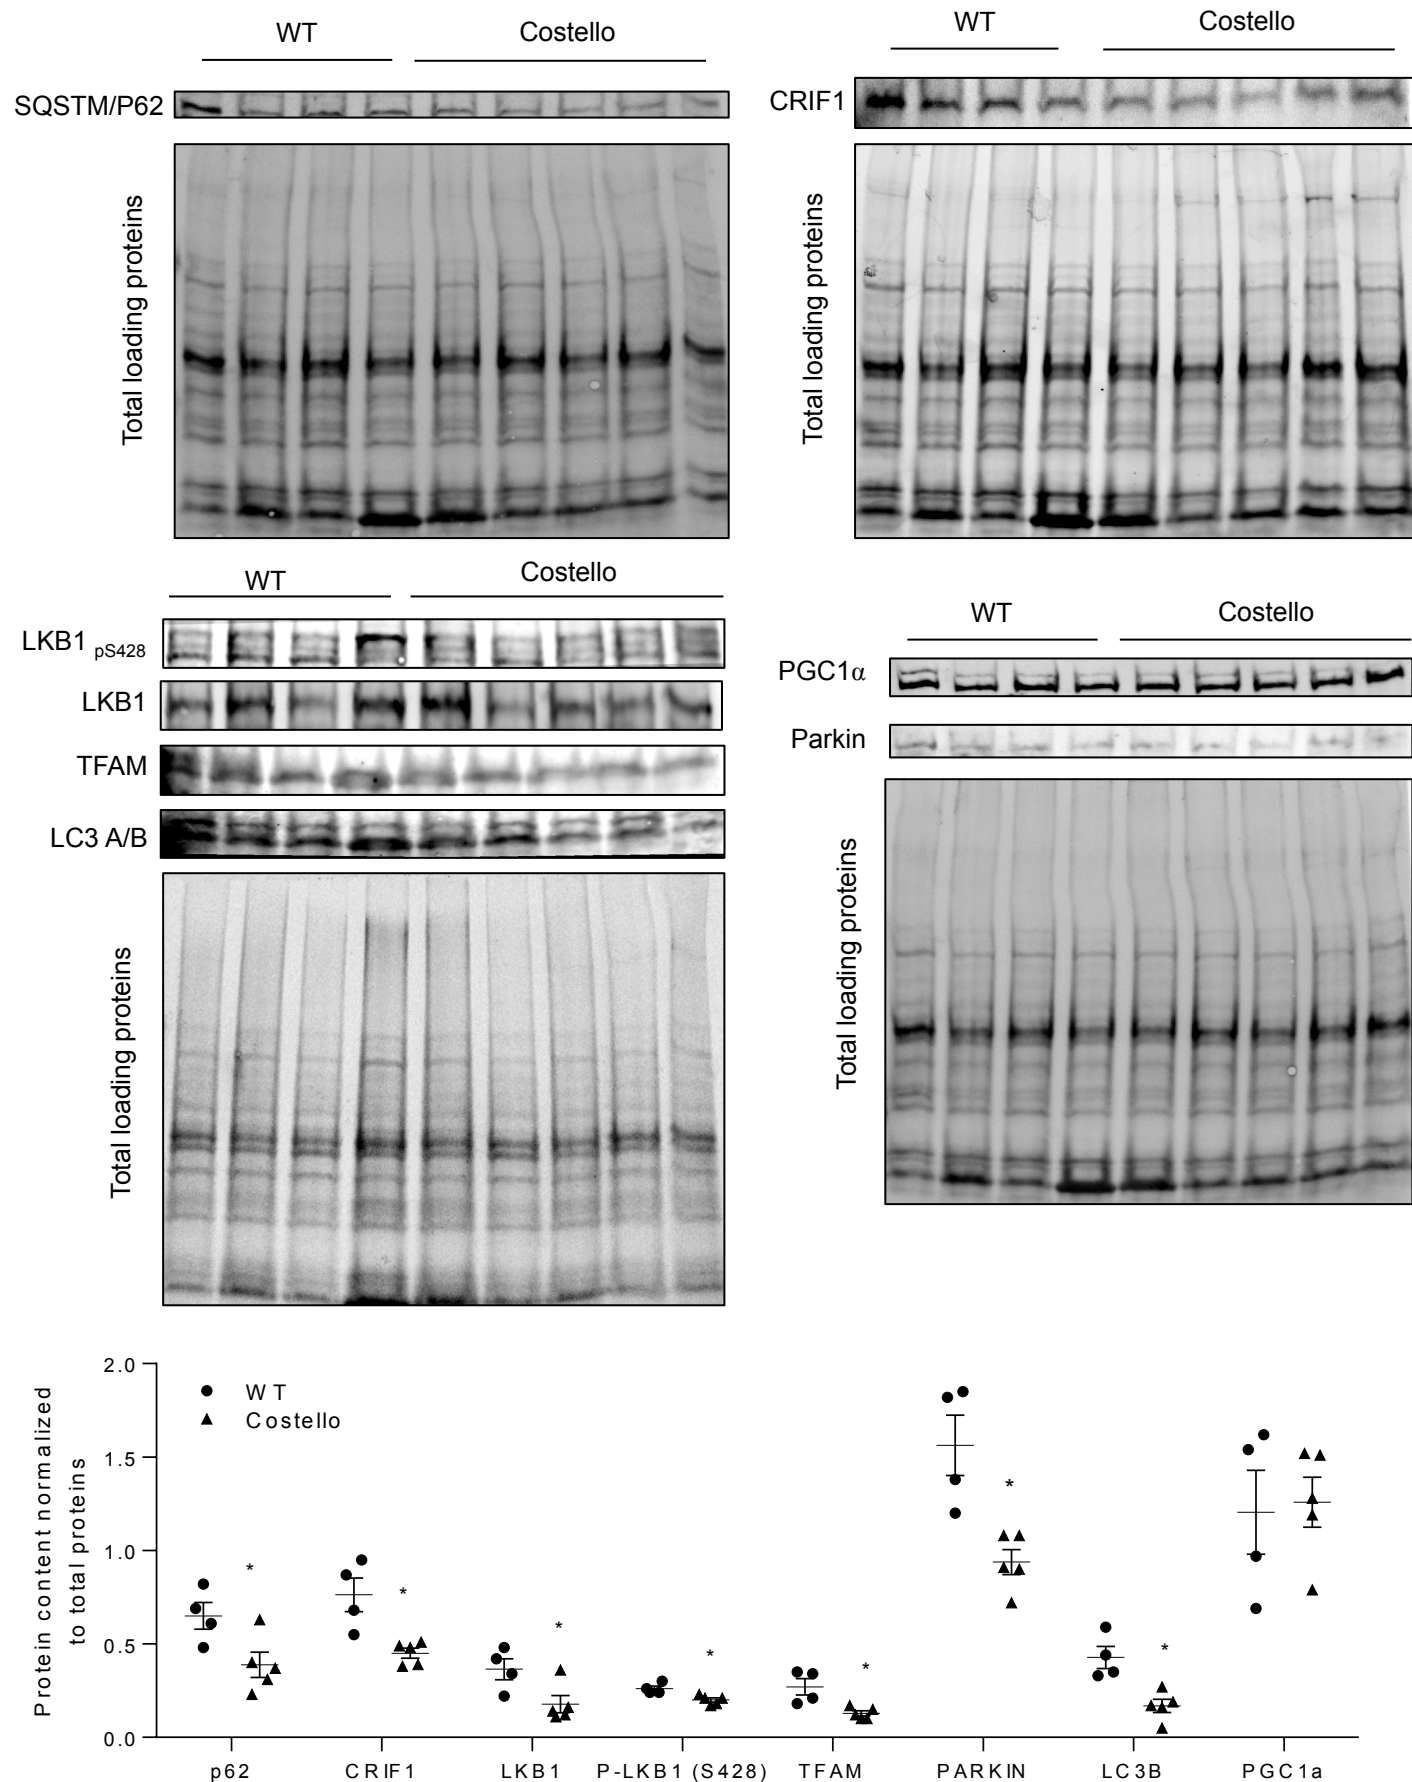 WT Costello
SQSTM/P62
Total loading proteins
WT Costello
CRIF1
Total loading proteins
WT Costello
LKB1 pS428
LKB1
TFAM
LC3 A/B
Total loading proteins
WT Costello
PGC1α
Parkin
Total loading proteins
Protein content normalized
to total proteins
2.0
1.5
1.0
0.5
0.0
WT
Costello
*
*
*
*
*
*
*
p62 CRIF1 LKB1 P-LKB1 (S428) TFAM PARKIN LC3B PGC1a